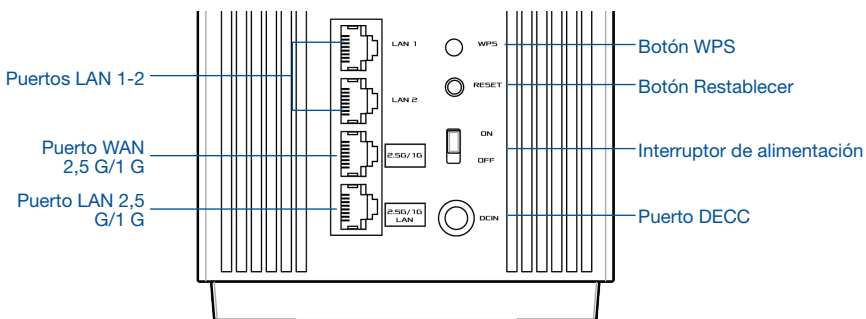 Puertos LAN 1-2
Puerto WAN
2,5 G/1 G
Puerto LAN 2,5
G/1 G
LAN 1
LAN 2
2.5G/1G
2.5G/1G
LAN
WPS
RESET
ON
OFF
DCIN
Botón WPS
Botón Restablecer
Interruptor de alimentación
Puerto DECC